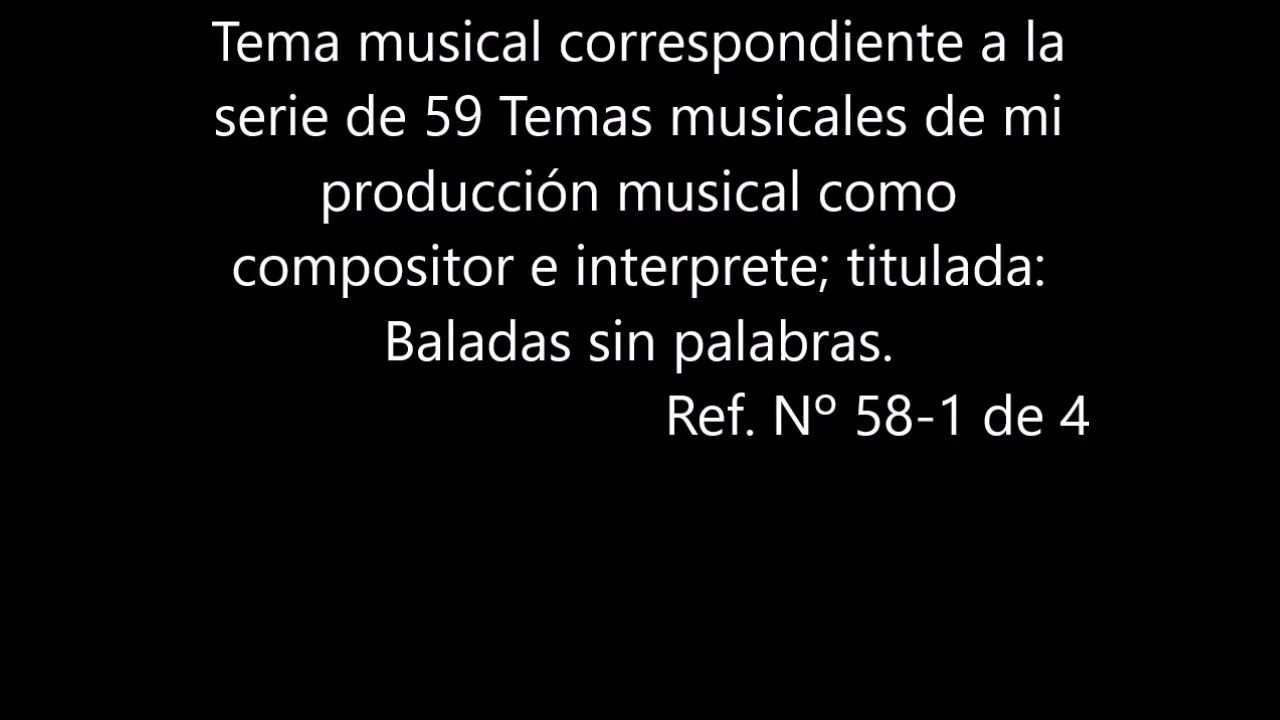 Tema musical correspondiente a la
serie de 59 Temas musicales de mi
producción musical como
compositor e interprete; titulada:
Baladas sin palabras.
Ref. Nº 58-1 de 4